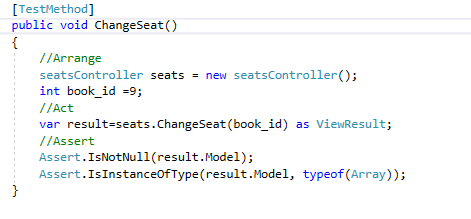 [TestMethod]
public void ChangeSeat()
{
//Arrange
seatsController seats = new seatsController();
int book_id =9;
//Act
var result=seats.ChangeSeat(book_id) as ViewResult;
//Assert
Assert.IsNotNull(result.Model);
Assert.IsInstanceOfType(result.Model, typeof(Array));
}